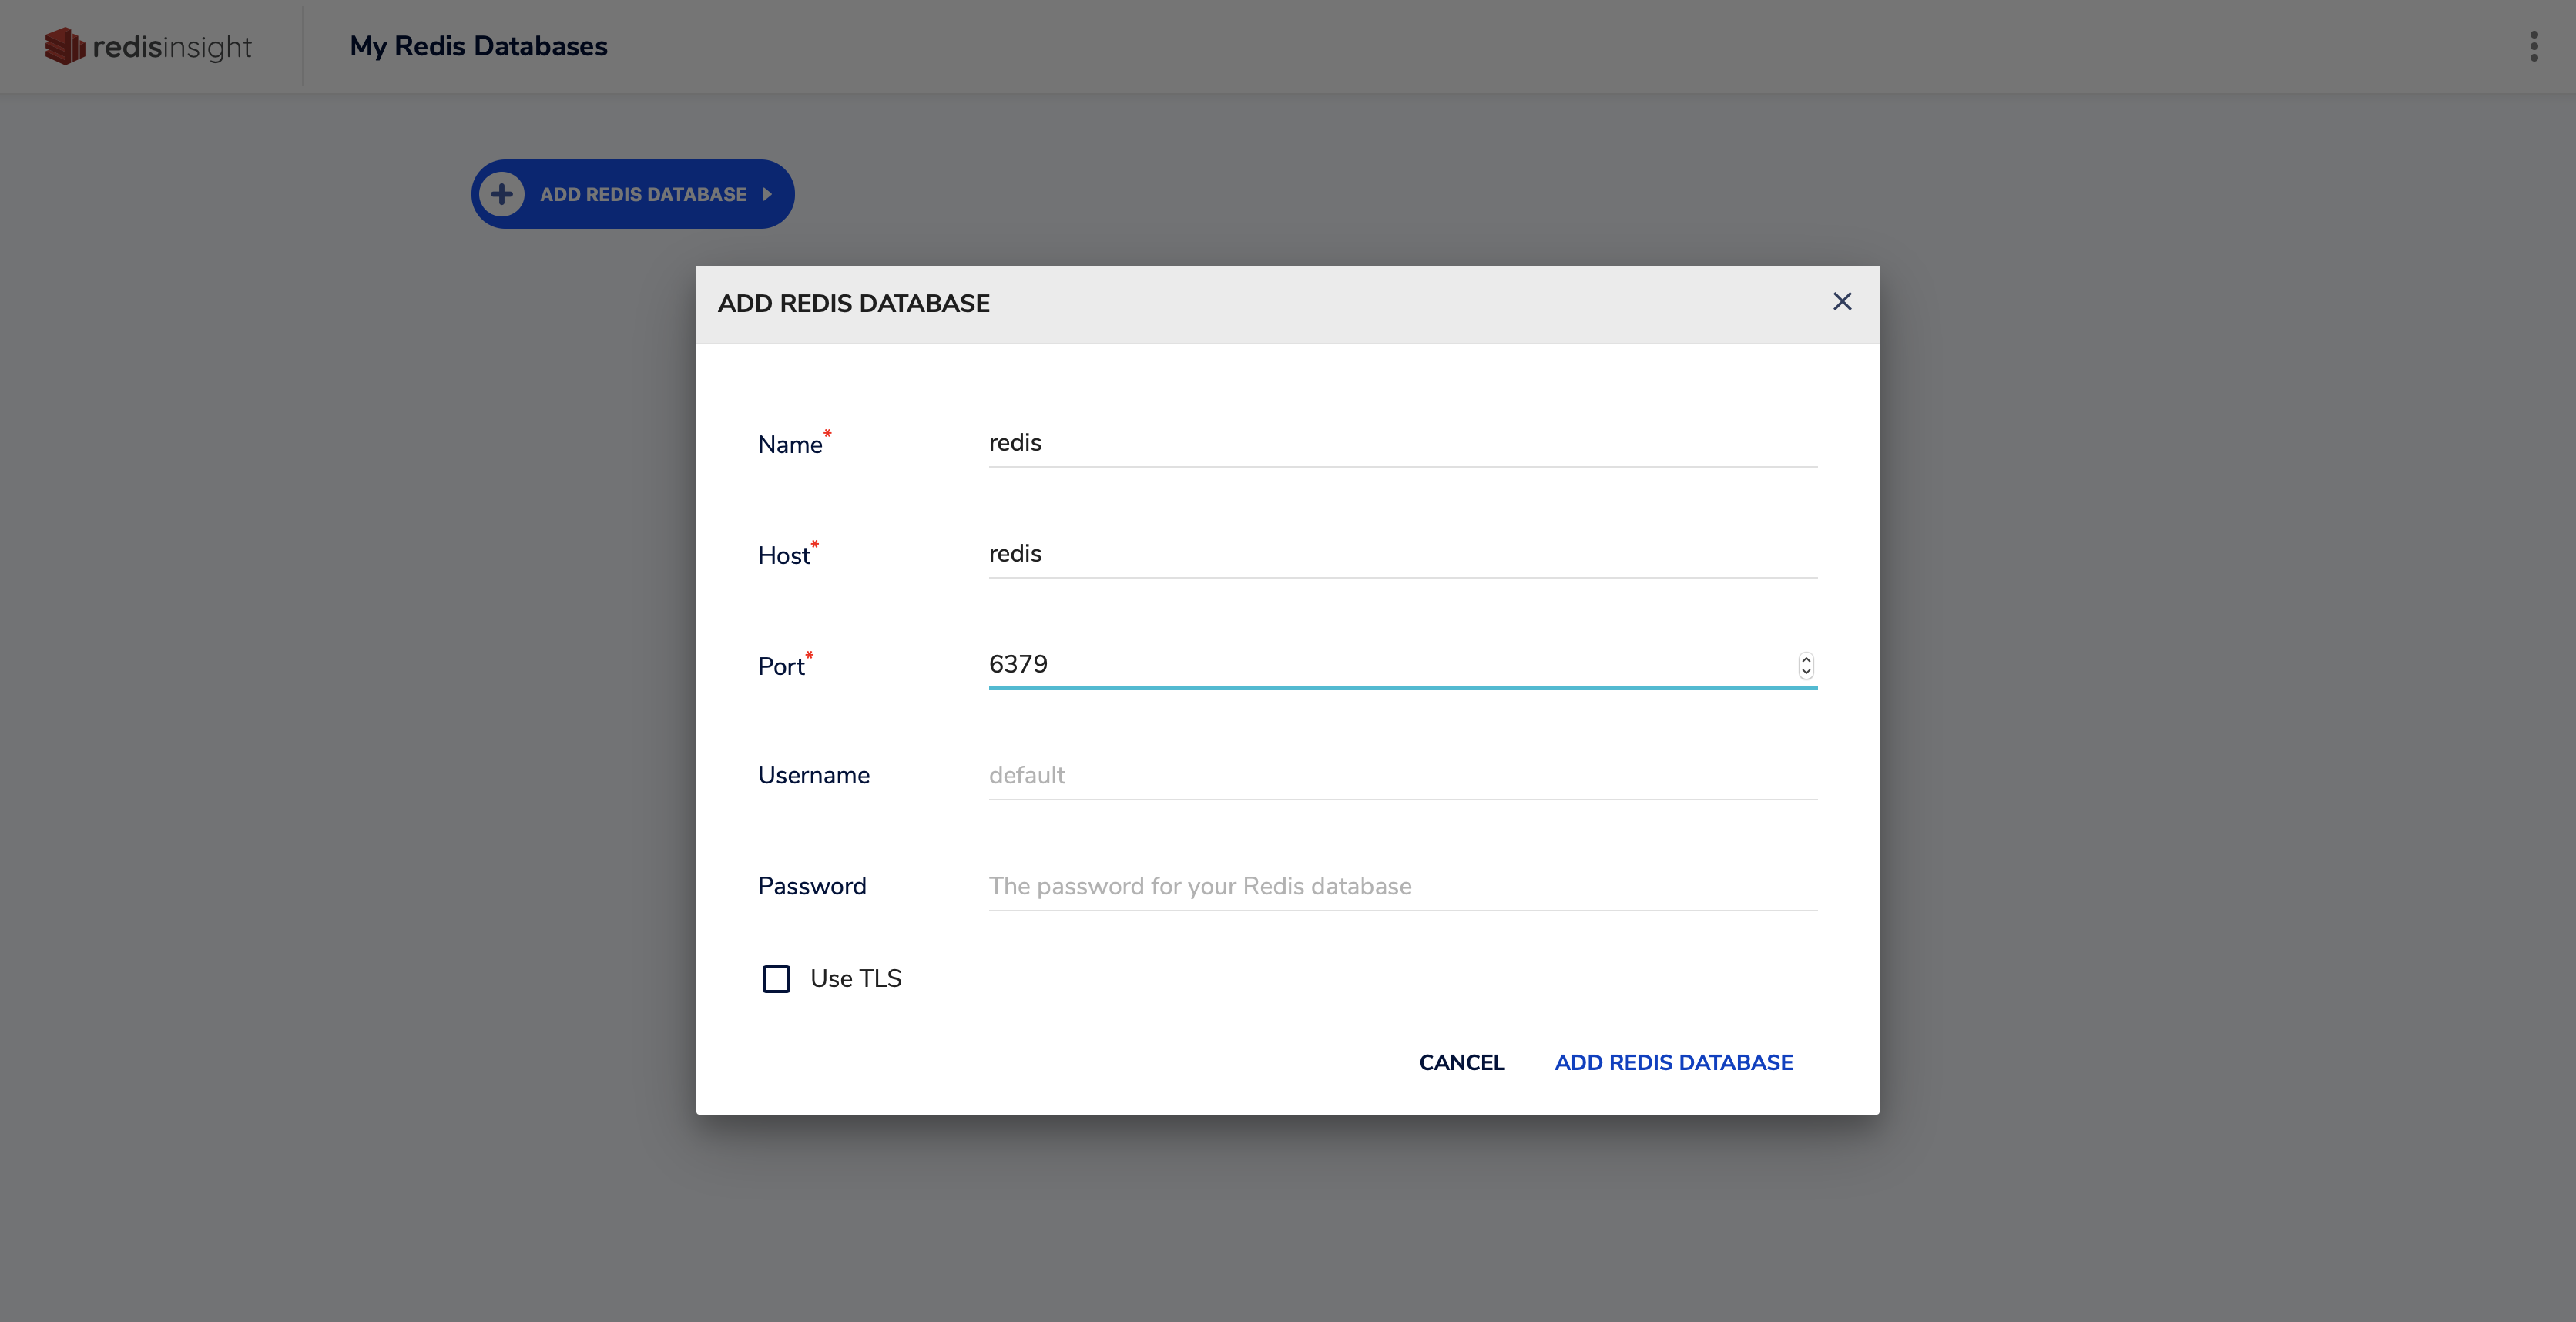 redisinsight
My Redis Databases
ADD REDIS DATABASE
ADD REDIS DATABASE
Name*
redis
Host*
redis
Port*
6379
Username
default
Password
The password for your Redis database
Use TLS
CANCEL
ADD REDIS DATABASE